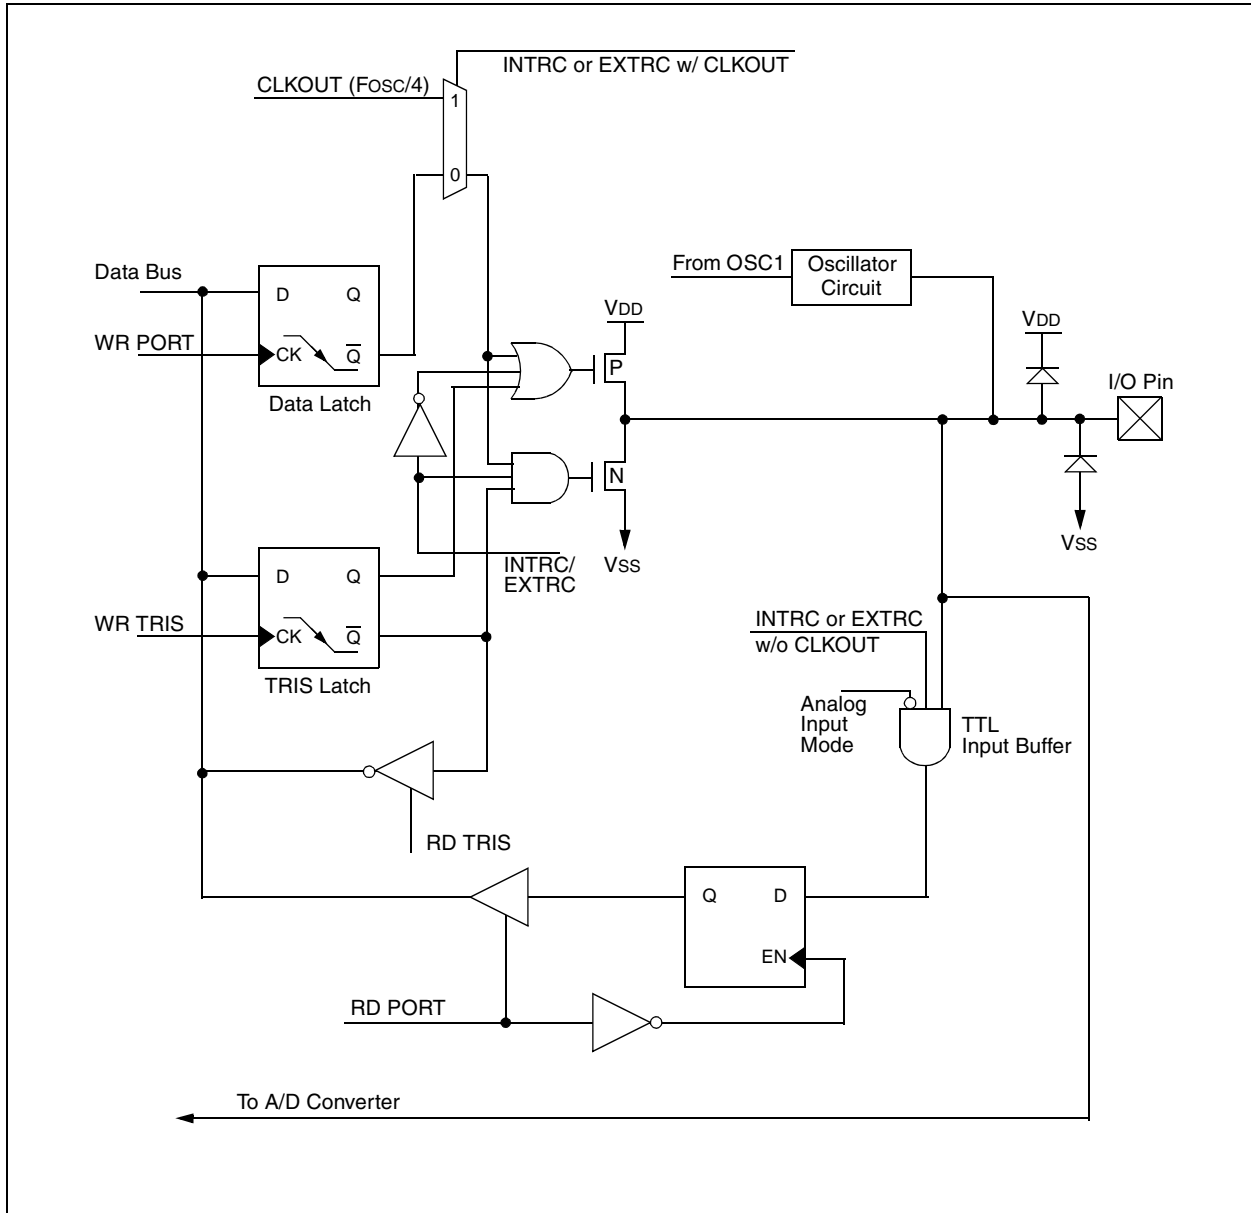 INTRC or EXTRC w/ CLKOUT
CLKOUT (FOSC/4)
1
0
Data Bus
D
Q
WR PORT
CK
Q̅
Data Latch
From OSC1
Oscillator
Circuit
VDD
P
VDD
I/O Pin
N
VSS
VSS
INTRC/
EXTRC
D
Q
WR TRIS
CK
Q̅
TRIS Latch
INTRC or EXTRC
w/o CLKOUT
Analog
Input
Mode
TTL
Input Buffer
RD TRIS
Q
D
EN
RD PORT
To A/D Converter